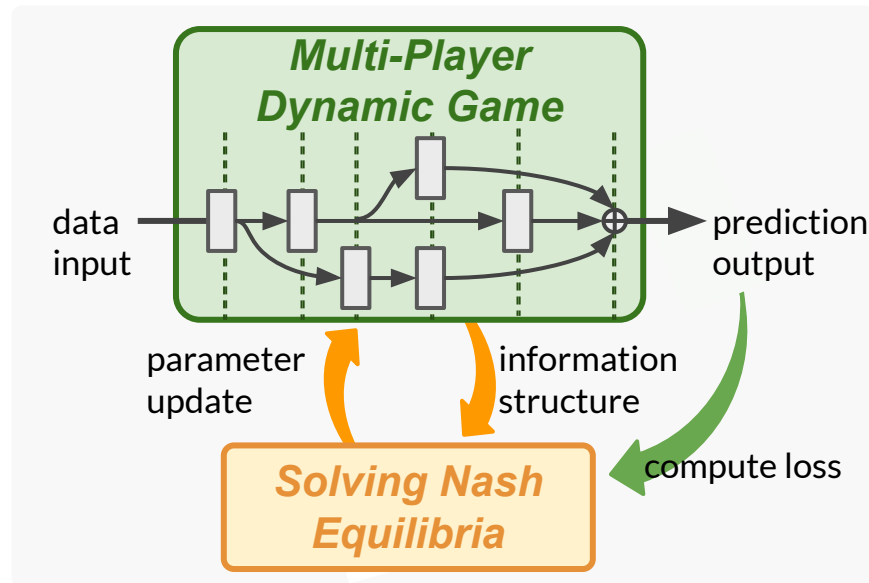 Multi-Player
Dynamic Game
data
input
prediction
output
parameter
update
information
structure
compute loss
Solving Nash
Equilibria